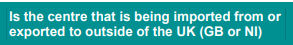 Is the centre that is being imported from or
exported to outside of the UK (GB or NI)